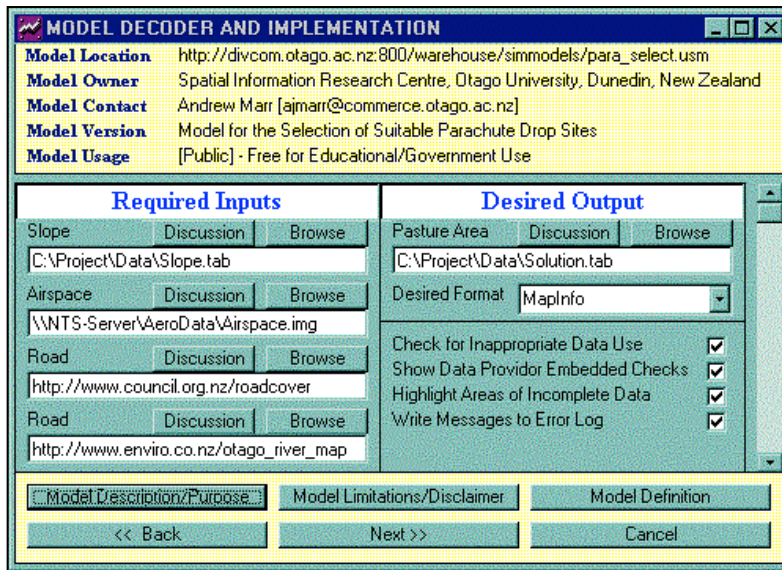 MODEL DECODER AND IMPLEMENTATION
Model Location http://divcom.otago.ac.nz:800/warehouse/simmodels/para_select.usm
Model Owner Spatial Information Research Centre, Otago University, Dunedin, New Zealand
Model Contact Andrew Marr [ajmarr@commerce.otago.ac.nz]
Model Version Model for the Selection of Suitable Parachute Drop Sites
Model Usage [Public] - Free for Educational/Government Use
Required Inputs
Slope Discussion Browse
C:\Project\Data\Slope.tab
Airspace Discussion Browse
\\NTS-Server\AeroData\Airspace.img
Road Discussion Browse
http://www.council.org.nz/roadcover
Road Discussion Browse
http://www.enviro.co.nz/otago_river_map
Desired Output
Pasture Area Discussion Browse
C:\Project\Data\Solution.tab
Desired Format MapInfo
Check for Inappropriate Data Use
Show Data Providor Embedded Checks
Highlight Areas of Incomplete Data
Write Messages to Error Log
Model Description/Purpose Model Limitations/Disclaimer Model Definition
<< Back Next >> Cancel